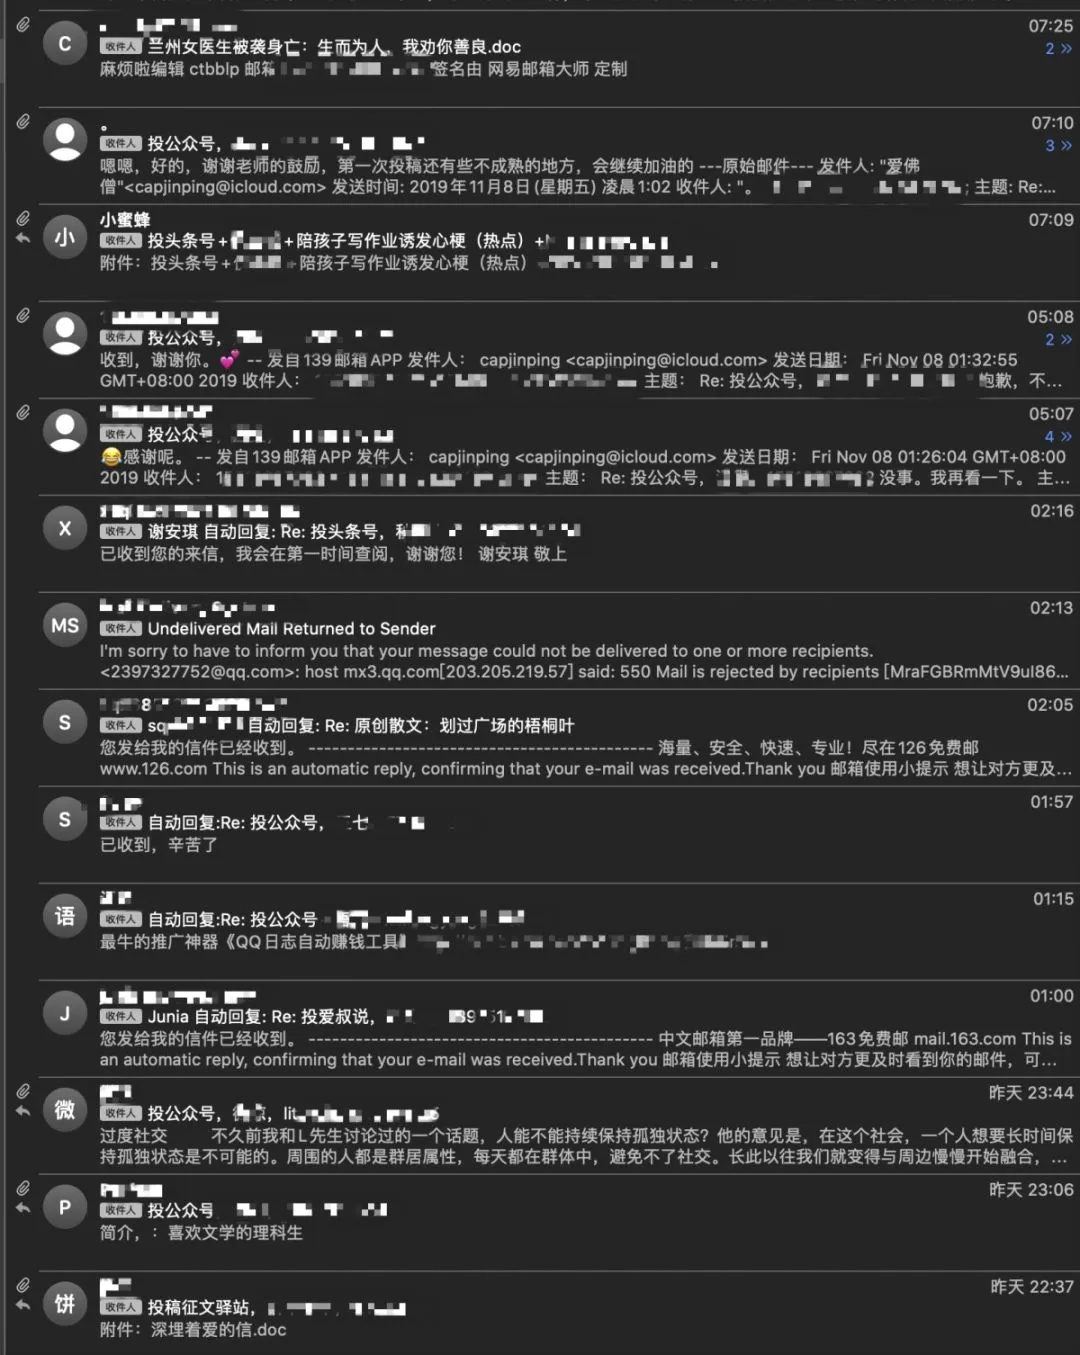 C
07:25
收件人 兰州女医生被袭身亡：生而为人，我劝你善良.doc
2 »
麻烦啦编辑 ctbblp 邮箱 签名由 网易邮箱大师 定制
。
07:10
收件人 投公众号，
3 »
嗯嗯，好的，谢谢老师的鼓励，第一次投稿还有些不成熟的地方，会继续加油的 ---原始邮件--- 发件人: "爱佛
僧"<capjinping@icloud.com> 发送时间: 2019年11月8日(星期五) 凌晨1:02 收件人: "。 ; 主题: Re:...
小
小蜜蜂
07:09
收件人 投头条号+ +陪孩子写作业诱发心梗（热点）+
附件：投头条号+ +陪孩子写作业诱发心梗（热点）
05:08
收件人 投公众号，
2 »
收到，谢谢你。💕 -- 发自139邮箱APP 发件人： capjinping <capjinping@icloud.com> 发送日期： Fri Nov 08 01:32:55
GMT+08:00 2019 收件人： 主题： Re: 投公众号， 抱歉，不...
05:07
收件人 投公众号
4 »
😂感谢呢。 -- 发自139邮箱APP 发件人： capjinping <capjinping@icloud.com> 发送日期： Fri Nov 08 01:26:04 GMT+08:00
2019 收件人： 主题： Re: 投公众号， 没事。我再看一下。 主...
X
02:16
收件人 谢安琪 自动回复: Re: 投头条号，
已收到您的来信，我会在第一时间查阅，谢谢您！ 谢安琪 敬上
MS
02:13
收件人 Undelivered Mail Returned to Sender
I'm sorry to have to inform you that your message could not be delivered to one or more recipients.
<2397327752@qq.com>: host mx3.qq.com[203.205.219.57] said: 550 Mail is rejected by recipients [MraFGBRmMtV9uI86...
S
02:05
收件人 自动回复: Re: 原创散文：划过广场的梧桐叶
您发给我的信件已经收到。 -------------------------------------------- 海量、安全、快速、专业！尽在126免费邮
www.126.com This is an automatic reply, confirming that your e-mail was received.Thank you 邮箱使用小提示 想让对方更及...
S
01:57
收件人 自动回复:Re: 投公众号，
已收到，辛苦了
语
01:15
收件人 自动回复:Re: 投公众号
最牛的推广神器《QQ日志自动赚钱工具》
J
01:00
收件人 Junia 自动回复: Re: 投爱叔说，
您发给我的信件已经收到。 -------------------------------------------- 中文邮箱第一品牌——163免费邮 mail.163.com This is
an automatic reply, confirming that your e-mail was received.Thank you 邮箱使用小提示 想让对方更及时看到你的邮件，可...
微
昨天 23:44
收件人 投公众号，
过度社交 不久前我和L先生讨论过的一个话题，人能不能持续保持孤独状态？他的意见是，在这个社会，一个人想要长时间保
持孤独状态是不可能的。周围的人都是群居属性，每天都在群体中，避免不了社交。长此以往我们就变得与周边慢慢开始融合，...
P
昨天 23:06
收件人 投公众号
简介，：喜欢文学的理科生
饼
昨天 22:37
收件人 投稿征文驿站，
附件：深埋着爱的信.doc